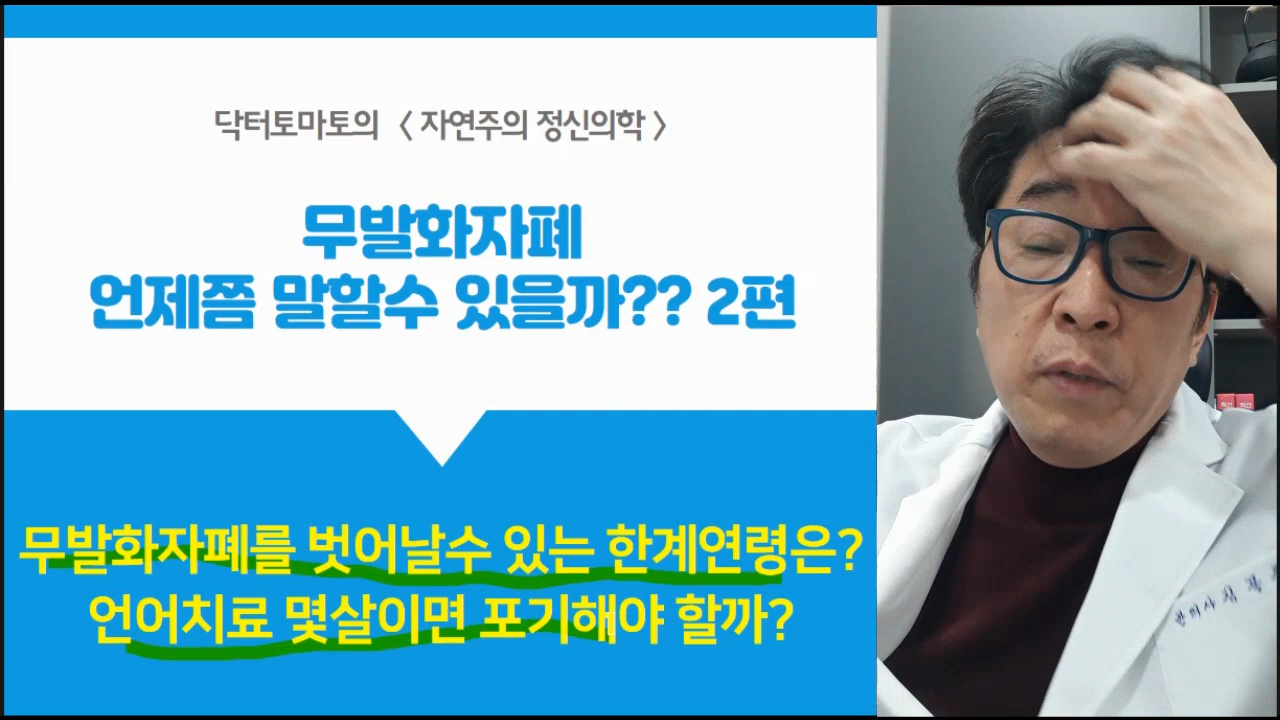 닥터토마토의 < 자연주의 정신의학 >
무발화자폐
언제쯤 말할수 있을까?? 2편
무발화자폐를 벗어날수 있는 한계연령은?
언어치료 몇살이면 포기해야 할까?
한의사